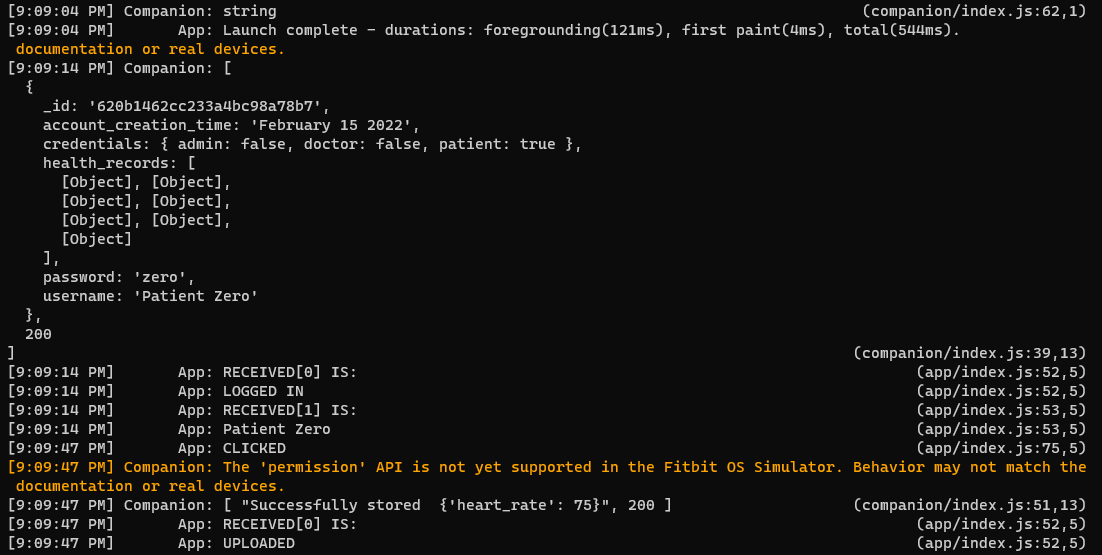 [9:09:04 PM] Companion: string (companion/index.js:62,1)
[9:09:04 PM] App: Launch complete - durations: foregrounding(121ms), first paint(4ms), total(544ms).
documentation or real devices.
[9:09:14 PM] Companion: [
{
_id: '620b1462cc233a4bc98a78b7',
account_creation_time: 'February 15 2022',
credentials: { admin: false, doctor: false, patient: true },
health_records: [
[Object], [Object],
[Object], [Object],
[Object], [Object],
[Object]
],
password: 'zero',
username: 'Patient Zero'
},
200
] (companion/index.js:39,13)
[9:09:14 PM] App: RECEIVED[0] IS: (app/index.js:52,5)
[9:09:14 PM] App: LOGGED IN (app/index.js:52,5)
[9:09:14 PM] App: RECEIVED[1] IS: (app/index.js:53,5)
[9:09:14 PM] App: Patient Zero (app/index.js:53,5)
[9:09:47 PM] App: CLICKED (app/index.js:75,5)
[9:09:47 PM] Companion: The 'permission' API is not yet supported in the Fitbit OS Simulator. Behavior may not match the
documentation or real devices.
[9:09:47 PM] Companion: [ "Successfully stored  {'heart_rate': 75}", 200 ] (companion/index.js:51,13)
[9:09:47 PM] App: RECEIVED[0] IS: (app/index.js:52,5)
[9:09:47 PM] App: UPLOADED (app/index.js:52,5)